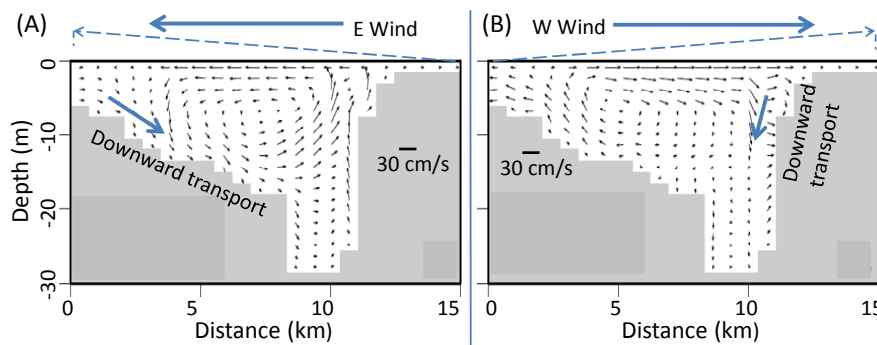 (A)
E Wind
0
-10
-20
-30
Depth (m)
Downward transport
30 cm/s
0
5
10
15
Distance (km)
(B)
W Wind
30 cm/s
Downward
transport
0
5
10
15
Distance (km)